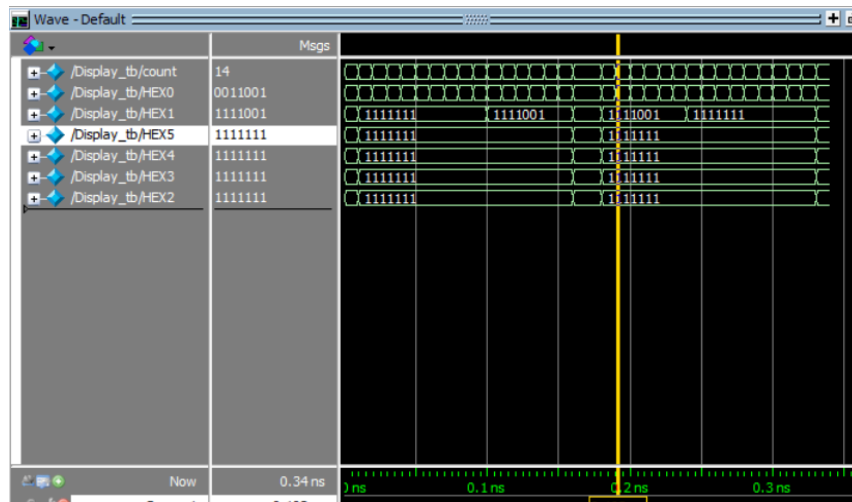 Wave - Default
Msgs
/Display_tb/count 14
/Display_tb/HEX0 0011001
/Display_tb/HEX1 1111001 1111111 1111001 1111001 1111111
/Display_tb/HEX5 1111111 1111111 1111111
/Display_tb/HEX4 1111111 1111111 1111111
/Display_tb/HEX3 1111111 1111111 1111111
/Display_tb/HEX2 1111111 1111111 1111111
Now 0.34 ns ns 0.1 ns 0.2 ns 0.3 ns